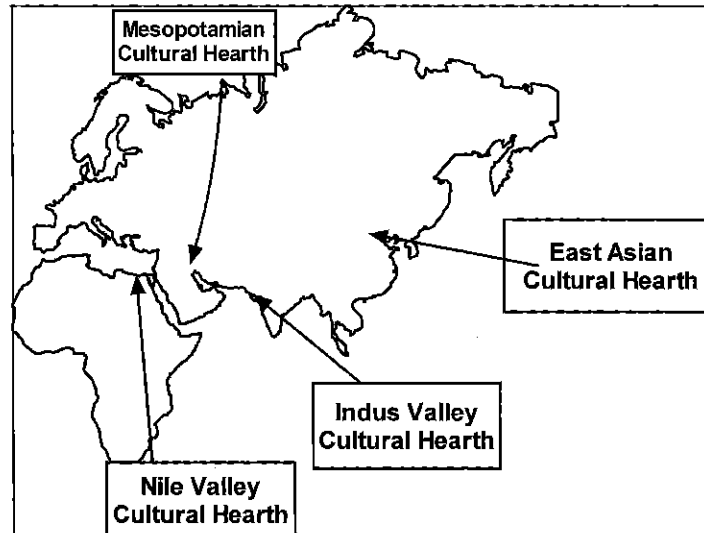 Mesopotamian
Cultural Hearth
East Asian
Cultural Hearth
Indus Valley
Cultural Hearth
Nile Valley
Cultural Hearth